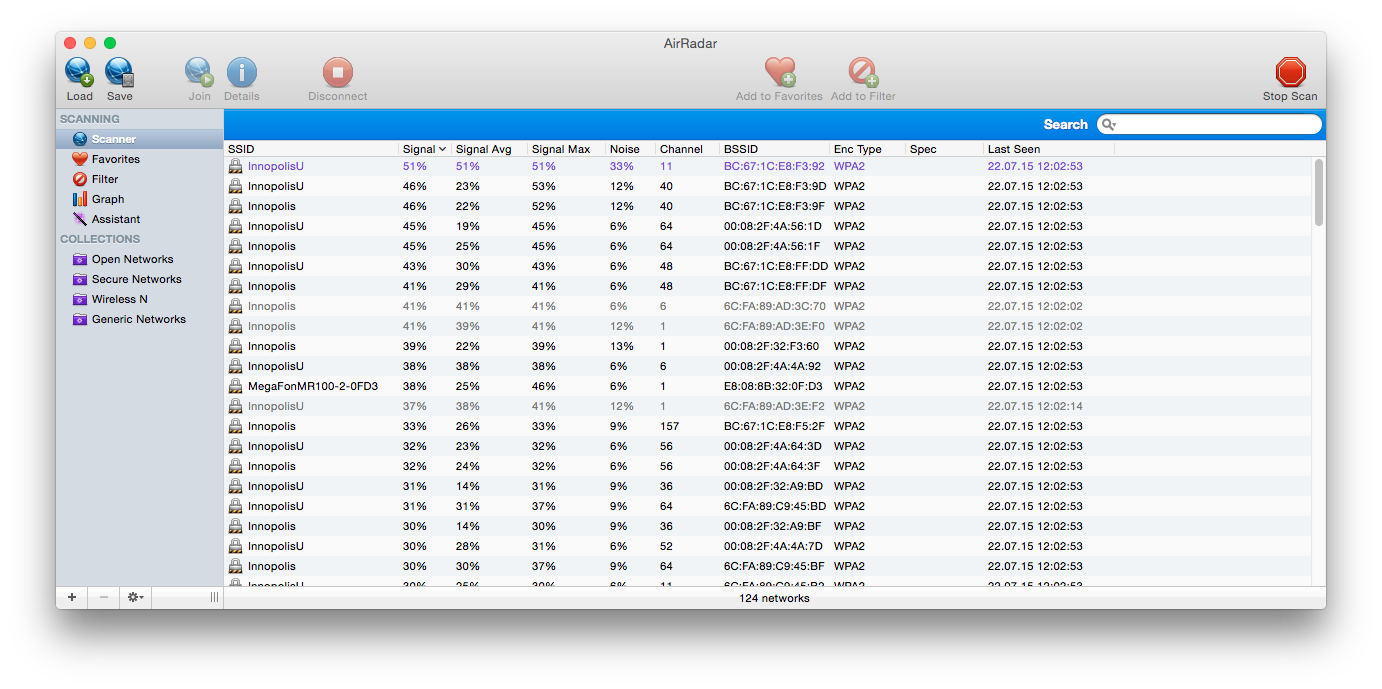 AirRadar
Load Save Join Details Disconnect Add to Favorites Add to Filter Stop Scan
SCANNING
Scanner
Favorites
Filter
Graph
Assistant
COLLECTIONS
Open Networks
Secure Networks
Wireless N
Generic Networks
Search
SSID Signal Signal Avg Signal Max Noise Channel BSSID Enc Type Spec Last Seen
InnopolisU 51% 51% 51% 33% 11 BC:67:1C:E8:F3:92 WPA2 22.07.15 12:02:53
InnopolisU 46% 23% 53% 12% 40 BC:67:1C:E8:F3:9D WPA2 22.07.15 12:02:53
Innopolis 46% 22% 52% 12% 40 BC:67:1C:E8:F3:9F WPA2 22.07.15 12:02:53
InnopolisU 45% 19% 45% 6% 64 00:08:2F:4A:56:1D WPA2 22.07.15 12:02:53
Innopolis 45% 25% 45% 6% 64 00:08:2F:4A:56:1F WPA2 22.07.15 12:02:53
InnopolisU 43% 30% 43% 6% 48 BC:67:1C:E8:FF:DD WPA2 22.07.15 12:02:53
Innopolis 41% 29% 41% 6% 48 BC:67:1C:E8:FF:DF WPA2 22.07.15 12:02:53
Innopolis 41% 41% 41% 6% 6 6C:FA:89:AD:3C:70 WPA2 22.07.15 12:02:02
Innopolis 41% 39% 41% 12% 1 6C:FA:89:AD:3E:F0 WPA2 22.07.15 12:02:02
Innopolis 39% 22% 39% 13% 1 00:08:2F:32:F3:60 WPA2 22.07.15 12:02:53
InnopolisU 38% 38% 38% 6% 6 00:08:2F:4A:4A:92 WPA2 22.07.15 12:02:53
MegaFonMR100-2-0FD3 38% 25% 46% 6% 1 E8:08:8B:32:0F:D3 WPA2 22.07.15 12:02:53
InnopolisU 37% 38% 41% 12% 1 6C:FA:89:AD:3E:F2 WPA2 22.07.15 12:02:14
Innopolis 33% 26% 33% 9% 157 BC:67:1C:E8:F5:2F WPA2 22.07.15 12:02:53
InnopolisU 32% 23% 32% 6% 56 00:08:2F:4A:64:3D WPA2 22.07.15 12:02:53
Innopolis 32% 24% 32% 6% 56 00:08:2F:4A:64:3F WPA2 22.07.15 12:02:53
InnopolisU 31% 14% 31% 9% 36 00:08:2F:32:A9:BD WPA2 22.07.15 12:02:53
InnopolisU 31% 31% 37% 9% 64 6C:FA:89:C9:45:BD WPA2 22.07.15 12:02:53
Innopolis 30% 14% 30% 9% 36 00:08:2F:32:A9:BF WPA2 22.07.15 12:02:53
InnopolisU 30% 28% 31% 6% 52 00:08:2F:4A:4A:7D WPA2 22.07.15 12:02:53
Innopolis 30% 30% 37% 9% 64 6C:FA:89:C9:45:BF WPA2 22.07.15 12:02:53
InnopolisU 30% 25% 30% 6% 11 6C:FA:89:C9:45:B2 WPA2 22.07.15 12:02:53
124 networks